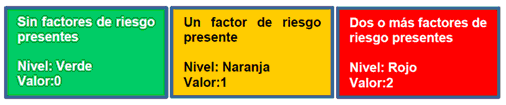 Sin factores de riesgo
presentes
Nivel: Verde
Valor:0
Un factor de riesgo
presente
Nivel: Naranja
Valor:1
Dos o más factores de
riesgo presentes
Nivel: Rojo
Valor:2